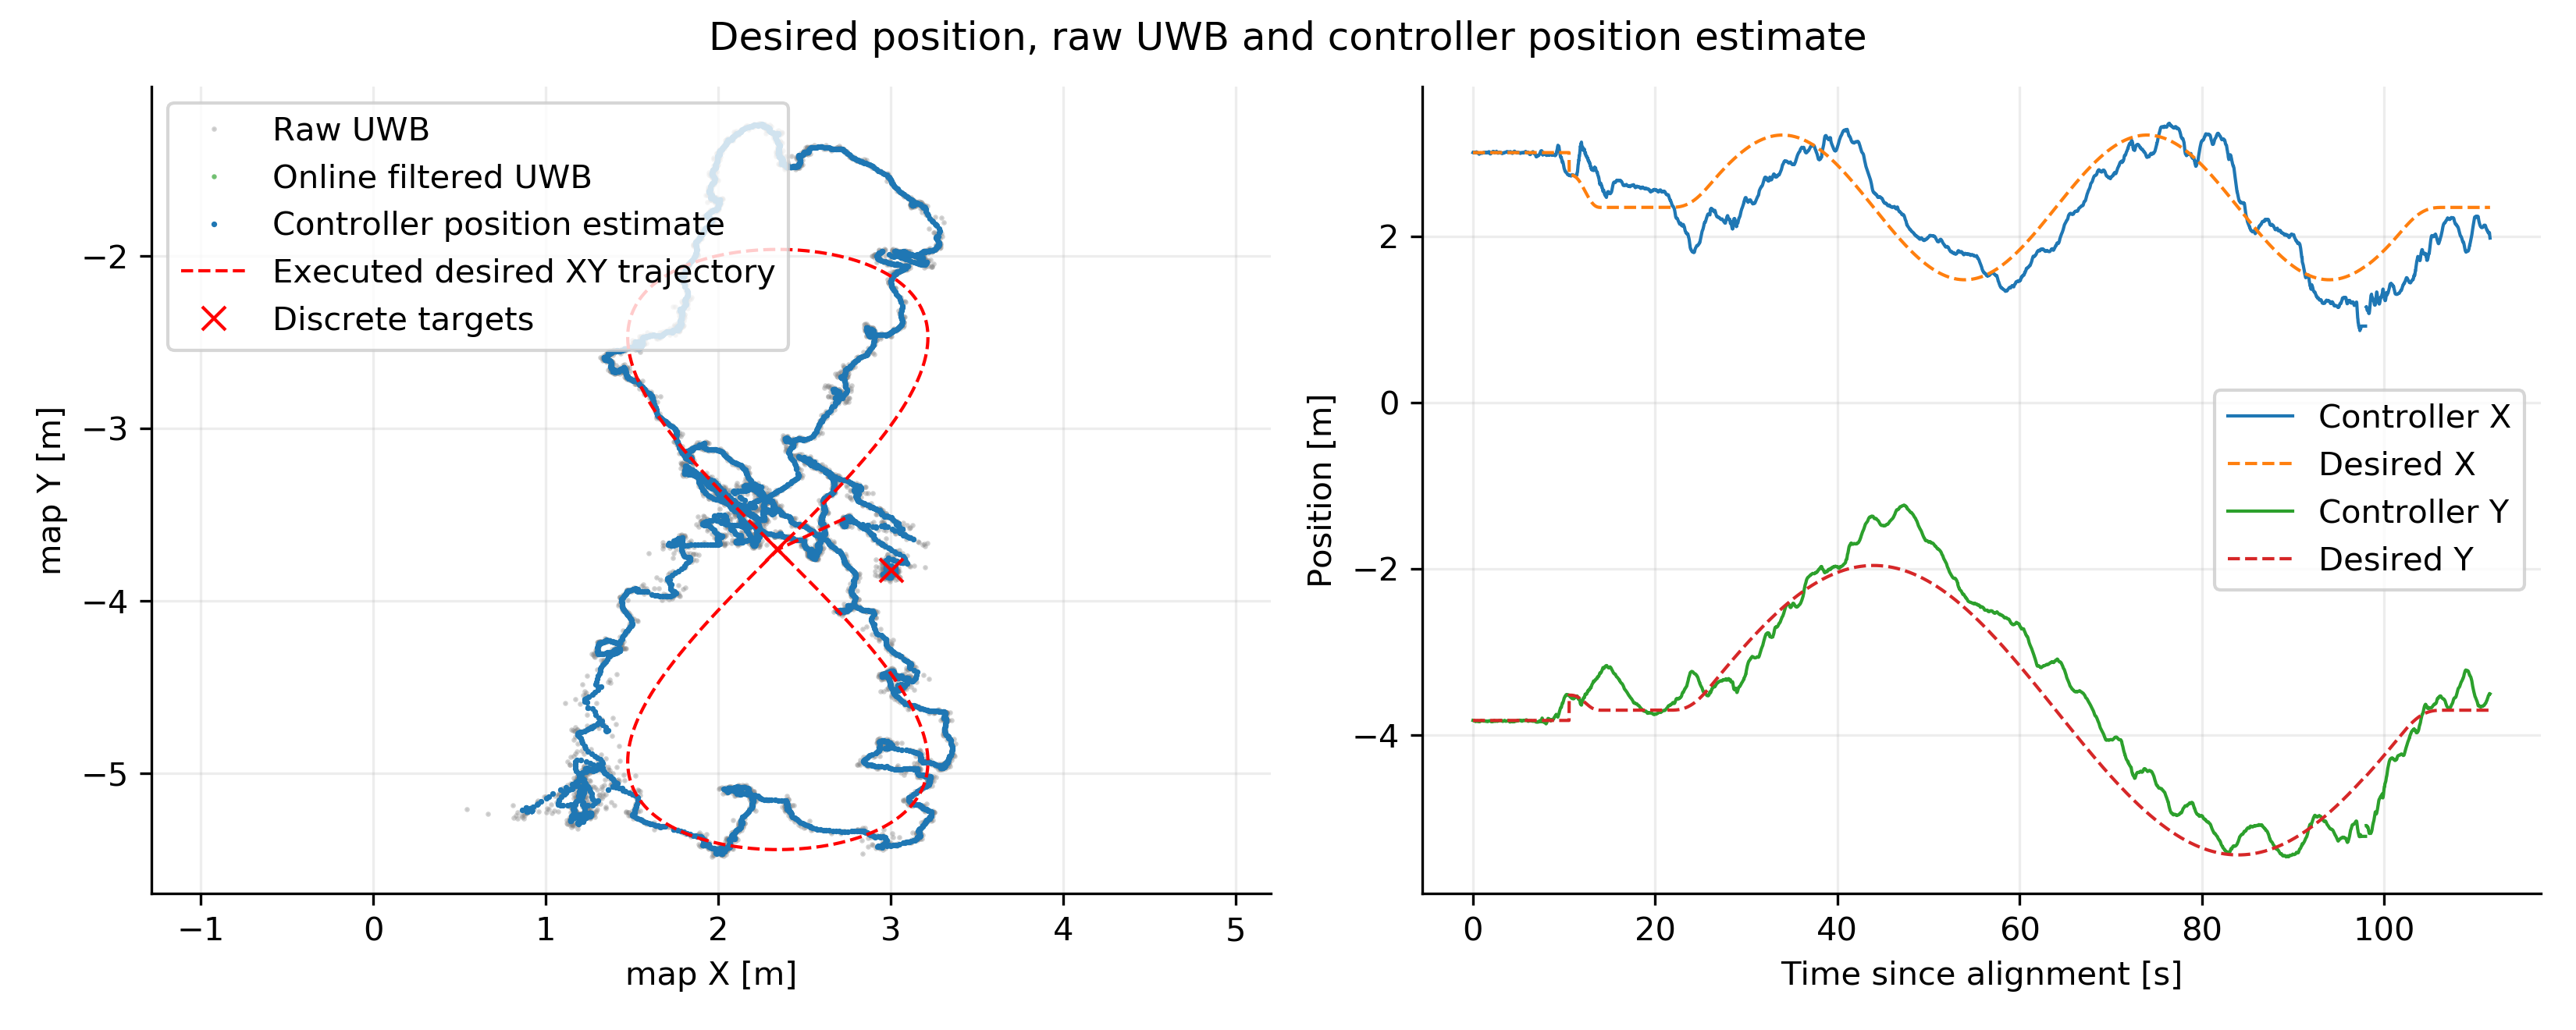 Desired position, raw UWB and controller position estimate
Raw UWB
Online filtered UWB
Controller position estimate
Executed desired XY trajectory
Discrete targets
−2
−3
−4
−5
map Y [m]
−1
0
1
2
3
4
5
map X [m]
2
0
−2
−4
Position [m]
Controller X
Desired X
Controller Y
Desired Y
0
20
40
60
80
100
Time since alignment [s]